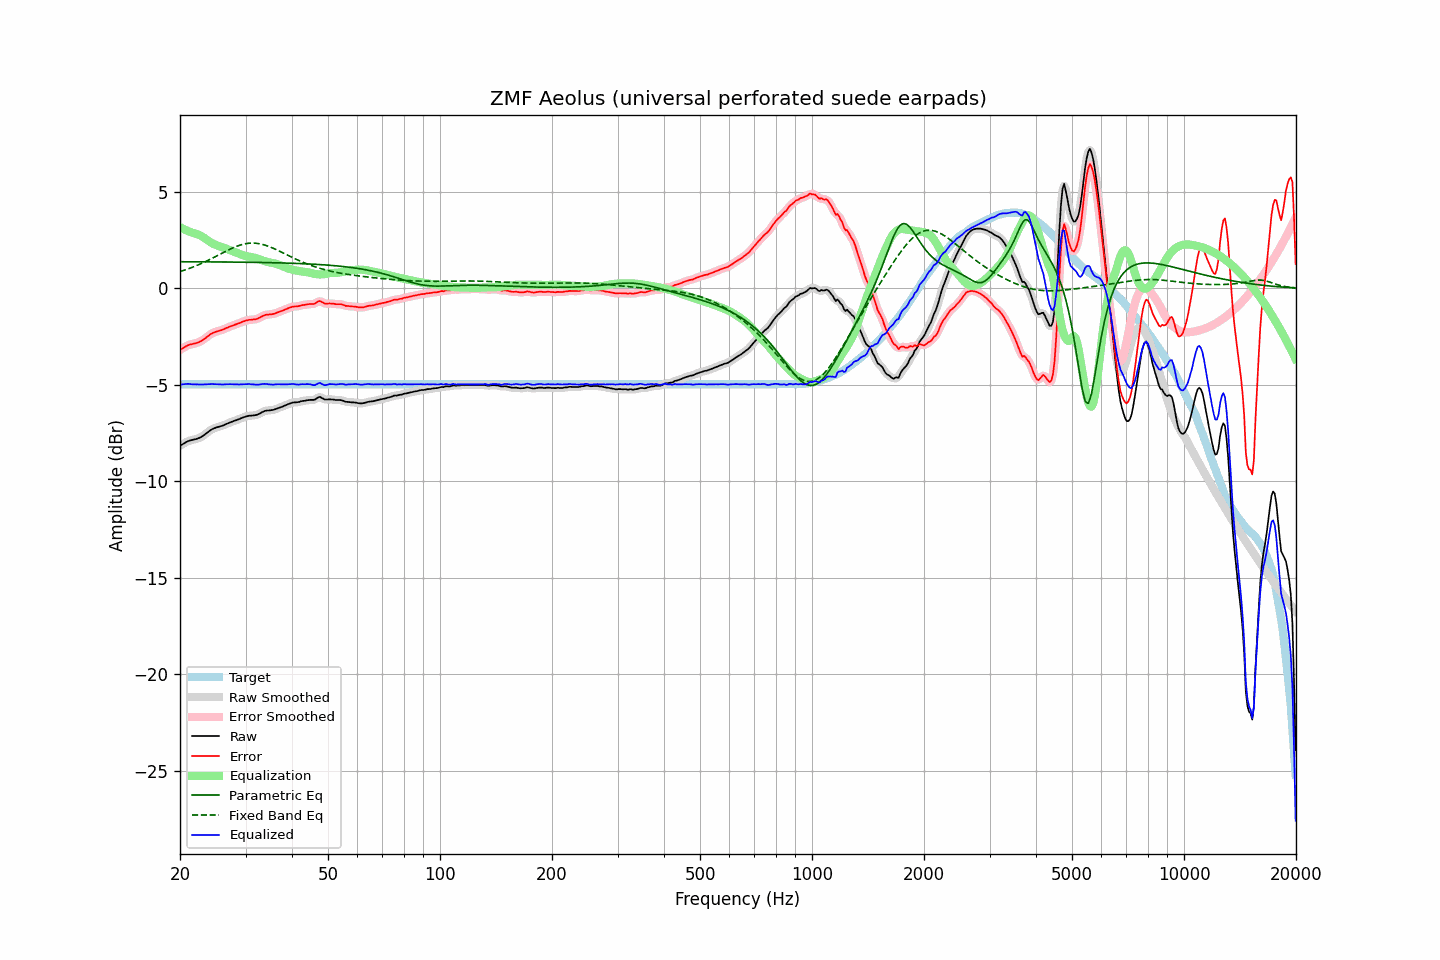 ZMF Aeolus (universal perforated suede earpads)
Amplitude (dBr)
5
0
−5
−10
−15
−20
−25
Target
Raw Smoothed
Error Smoothed
Raw
Error
Equalization
Parametric Eq
Fixed Band Eq
Equalized
20 50 100 200 500 1000 2000 5000 10000 20000
Frequency (Hz)